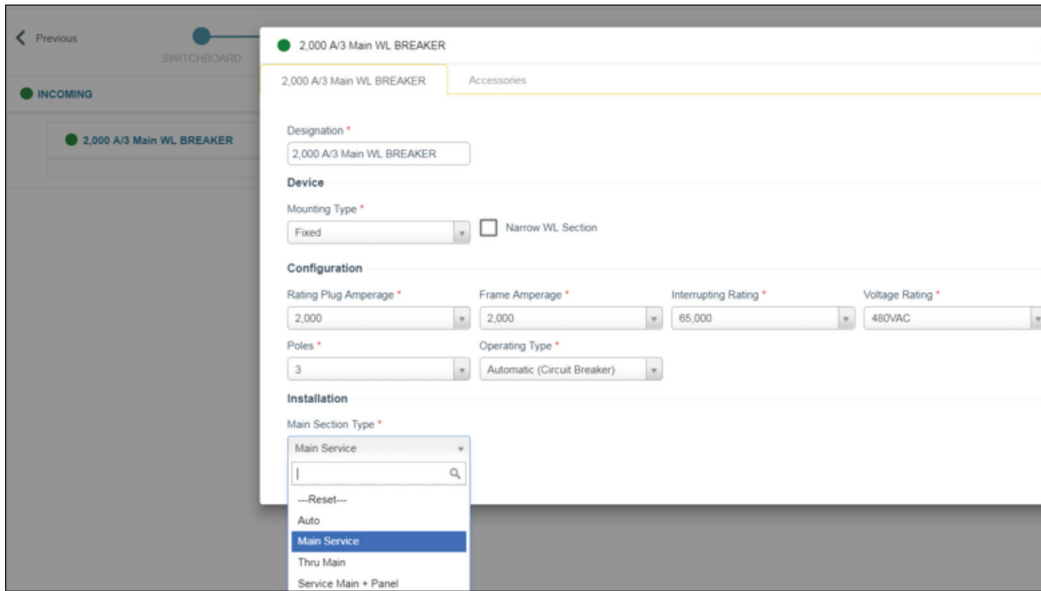 Previous
SWITCHBOARD
INCOMING
2,000 A/3 Main WL BREAKER
2,000 A/3 Main WL BREAKER
2,000 A/3 Main WL BREAKER
Accessories
Designation *
2,000 A/3 Main WL BREAKER
Device
Mounting Type *
Fixed
Narrow WL Section
Configuration
Rating Plug Amperage *
Frame Amperage *
Interrupting Rating *
Voltage Rating *
2,000
2,000
65,000
480VAC
Poles *
Operating Type *
3
Automatic (Circuit Breaker)
Installation
Main Section Type *
Main Service
---Reset---
Auto
Main Service
Thru Main
Service Main + Panel